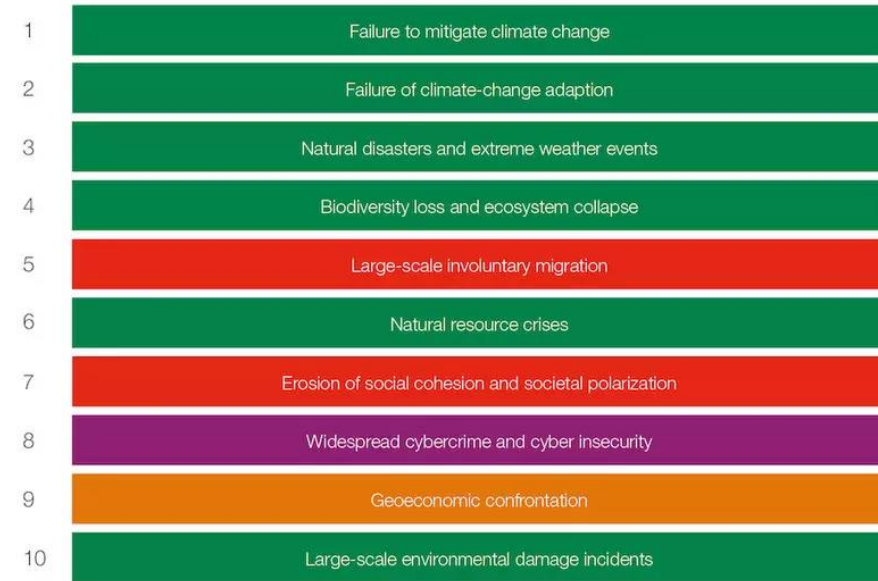 1 Failure to mitigate climate change
2 Failure of climate-change adaption
3 Natural disasters and extreme weather events
4 Biodiversity loss and ecosystem collapse
5 Large-scale involuntary migration
6 Natural resource crises
7 Erosion of social cohesion and societal polarization
8 Widespread cybercrime and cyber insecurity
9 Geoeconomic confrontation
10 Large-scale environmental damage incidents